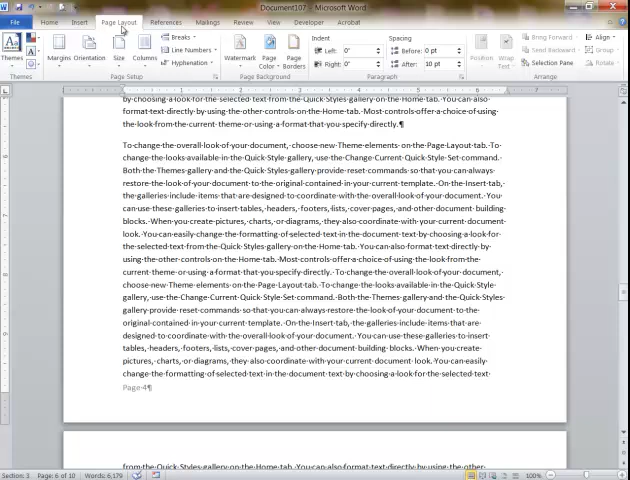 Document107 - Microsoft Word
File Home Insert Page Layout References Mailings Review View Developer Acrobat
Themes Margins Orientation Size Columns Breaks Line Numbers Hyphenation Watermark Page Color Page Borders
Indent Left: 0" Right: 0" Spacing Before: 0 pt After: 10 pt
Position Wrap Text Bring Forward Send Backward Selection Pane Align Group Rotate
Themes Page Setup Page Background Paragraph Arrange
by·choosing·a·look·for·the·selected·text·from·the·Quick·Styles·gallery·on·the·Home·tab.·You·can·also·
format·text·directly·by·using·the·other·controls·on·the·Home·tab.·Most·controls·offer·a·choice·of·using·
the·look·from·the·current·theme·or·using·a·format·that·you·specify·directly.¶
To·change·the·overall·look·of·your·document,·choose·new·Theme·elements·on·the·Page·Layout·tab.·To·
change·the·looks·available·in·the·Quick·Style·gallery,·use·the·Change·Current·Quick·Style·Set·command.·
Both·the·Themes·gallery·and·the·Quick·Styles·gallery·provide·reset·commands·so·that·you·can·always·
restore·the·look·of·your·document·to·the·original·contained·in·your·current·template.·On·the·Insert·tab,·
the·galleries·include·items·that·are·designed·to·coordinate·with·the·overall·look·of·your·document.·You·
can·use·these·galleries·to·insert·tables,·headers,·footers,·lists,·cover·pages,·and·other·document·building·
blocks.·When·you·create·pictures,·charts,·or·diagrams,·they·also·coordinate·with·your·current·document·
look.·You·can·easily·change·the·formatting·of·selected·text·in·the·document·text·by·choosing·a·look·for·
the·selected·text·from·the·Quick·Styles·gallery·on·the·Home·tab.·You·can·also·format·text·directly·by·
using·the·other·controls·on·the·Home·tab.·Most·controls·offer·a·choice·of·using·the·look·from·the·
current·theme·or·using·a·format·that·you·specify·directly.·To·change·the·overall·look·of·your·document,·
choose·new·Theme·elements·on·the·Page·Layout·tab.·To·change·the·looks·available·in·the·Quick·Style·
gallery,·use·the·Change·Current·Quick·Style·Set·command.·Both·the·Themes·gallery·and·the·Quick·Styles·
gallery·provide·reset·commands·so·that·you·can·always·restore·the·look·of·your·document·to·the·
original·contained·in·your·current·template.·On·the·Insert·tab,·the·galleries·include·items·that·are·
designed·to·coordinate·with·the·overall·look·of·your·document.·You·can·use·these·galleries·to·insert·
tables,·headers,·footers,·lists,·cover·pages,·and·other·document·building·blocks.·When·you·create·
pictures,·charts,·or·diagrams,·they·also·coordinate·with·your·current·document·look.·You·can·easily·
change·the·formatting·of·selected·text·in·the·document·text·by·choosing·a·look·for·the·selected·text·
Page·4¶
from·the·Quick·Styles·gallery·on·the·Home·tab.·You·can·also·format·text·directly·by·using·the·other·
Section: 3 Page: 6 of 10 Words: 6,179 100%